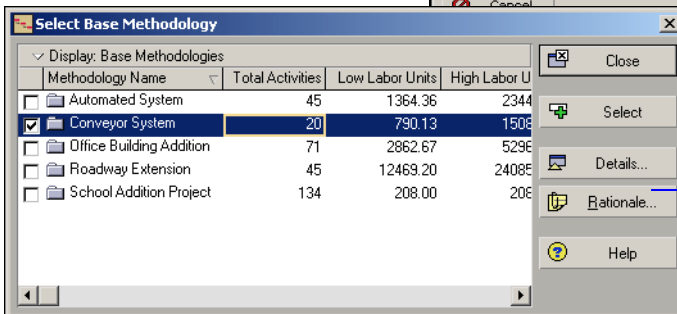 Cancel
Select Base Methodology
Display: Base Methodologies
Methodology Name Total Activities Low Labor Units High Labor U
Automated System 45 1364.36 2344
Conveyor System 20 790.13 1508
Office Building Addition 71 2862.67 5296
Roadway Extension 45 12469.20 24085
School Addition Project 134 208.00 208
Close
Select
Details...
Rationale...
Help